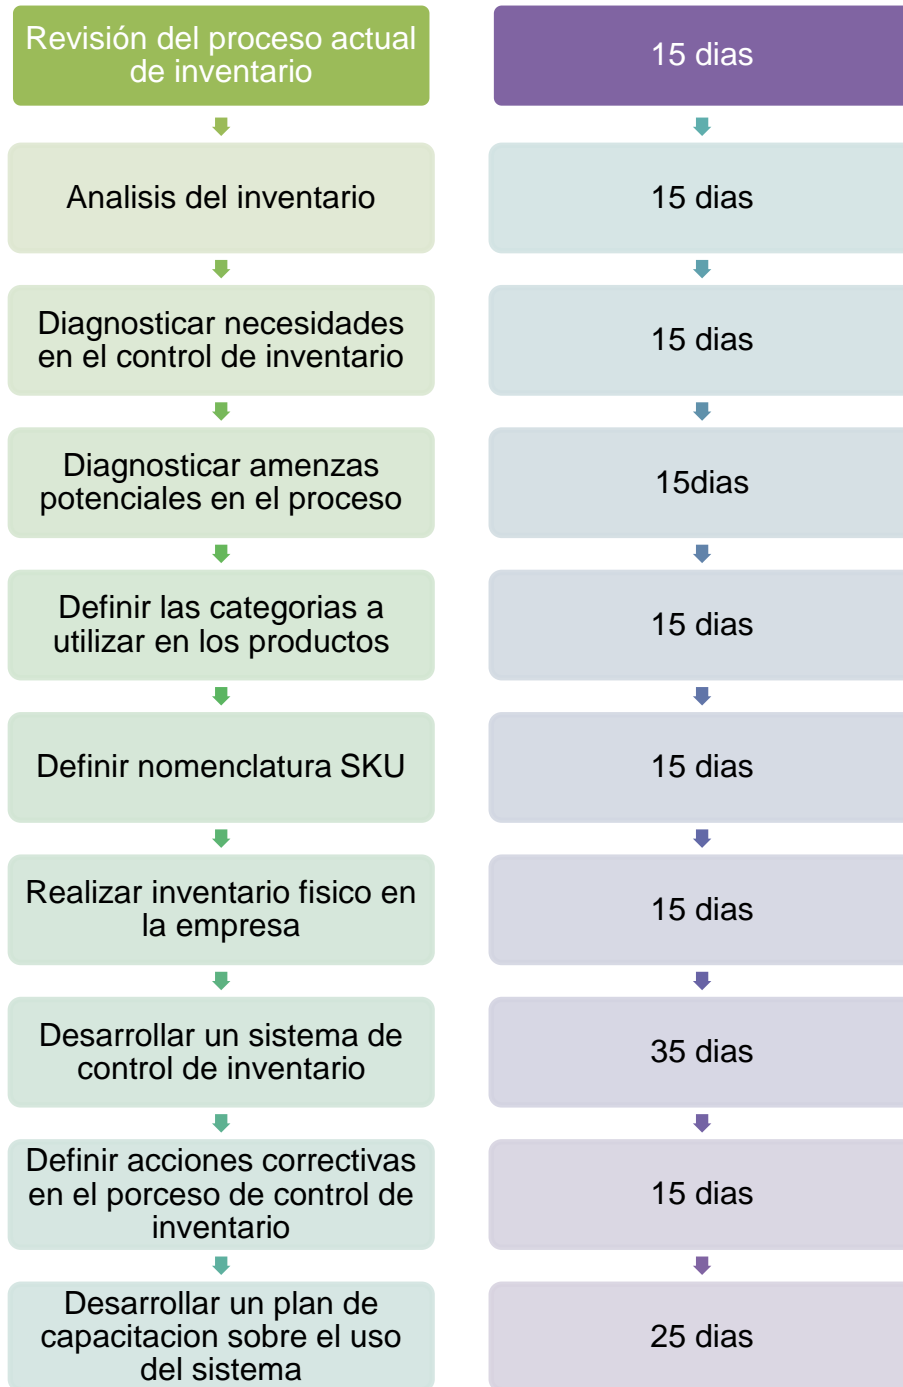 Revisión del proceso actual
de inventario
15 dias
Analisis del inventario
15 dias
Diagnosticar necesidades
en el control de inventario
15 dias
Diagnosticar amenzas
potenciales en el proceso
15dias
Definir las categorias a
utilizar en los productos
15 dias
Definir nomenclatura SKU
15 dias
Realizar inventario fisico en
la empresa
15 dias
Desarrollar un sistema de
control de inventario
35 dias
Definir acciones correctivas
en el porceso de control de
inventario
15 dias
Desarrollar un plan de
capacitacion sobre el uso
del sistema
25 dias